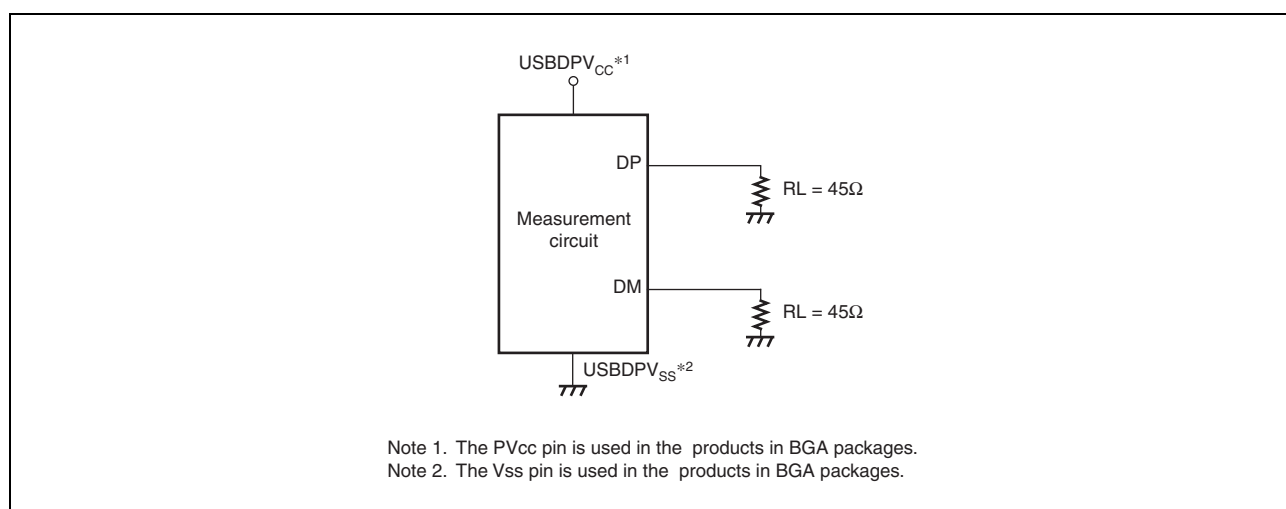 USBDPVCC*1
DP
RL = 45Ω
Measurement
circuit
DM
RL = 45Ω
USBDPVSS*2
Note 1. The PVcc pin is used in the products in BGA packages.
Note 2. The Vss pin is used in the products in BGA packages.